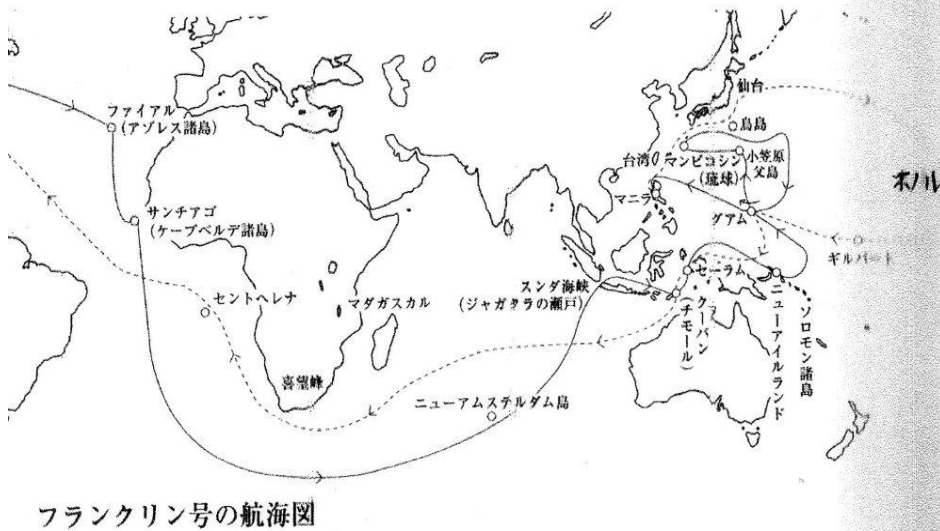 仙台
ファイアル
(アゾレス諸島)
鳥島
台湾
マンビコシン
(琉球)
小笠原
父島
ホノル
マニラ
グアム
サンチアゴ
(ケープベルデ諸島)
ギルバート
セーラム
スンダ海峡
(ジャガタラの瀬戸)
セントヘレナ
マダガスカル
クーパン
(チモール)
ニューアイルランド
ソロモン諸島
喜望峰
ニューアムステルダム島
フランクリン号の航海図